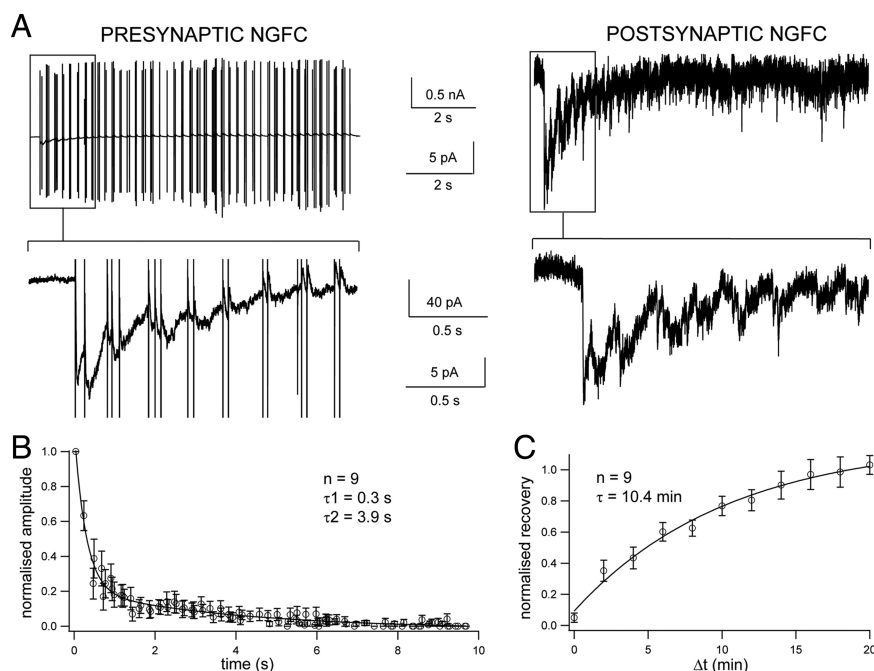 A
PRESYNAPTIC NGFC
POSTSYNAPTIC NGFC
0.5 nA
2 s
5 pA
2 s
40 pA
0.5 s
5 pA
0.5 s
B
normalised amplitude
1.0
0.8
0.6
0.4
0.2
0.0
n = 9
τ1 = 0.3 s
τ2 = 3.9 s
0
2
4
6
8
10
time (s)
C
normalised recovery
1.0
0.8
0.6
0.4
0.2
0.0
n = 9
τ = 10.4 min
0
5
10
15
20
Δt (min)